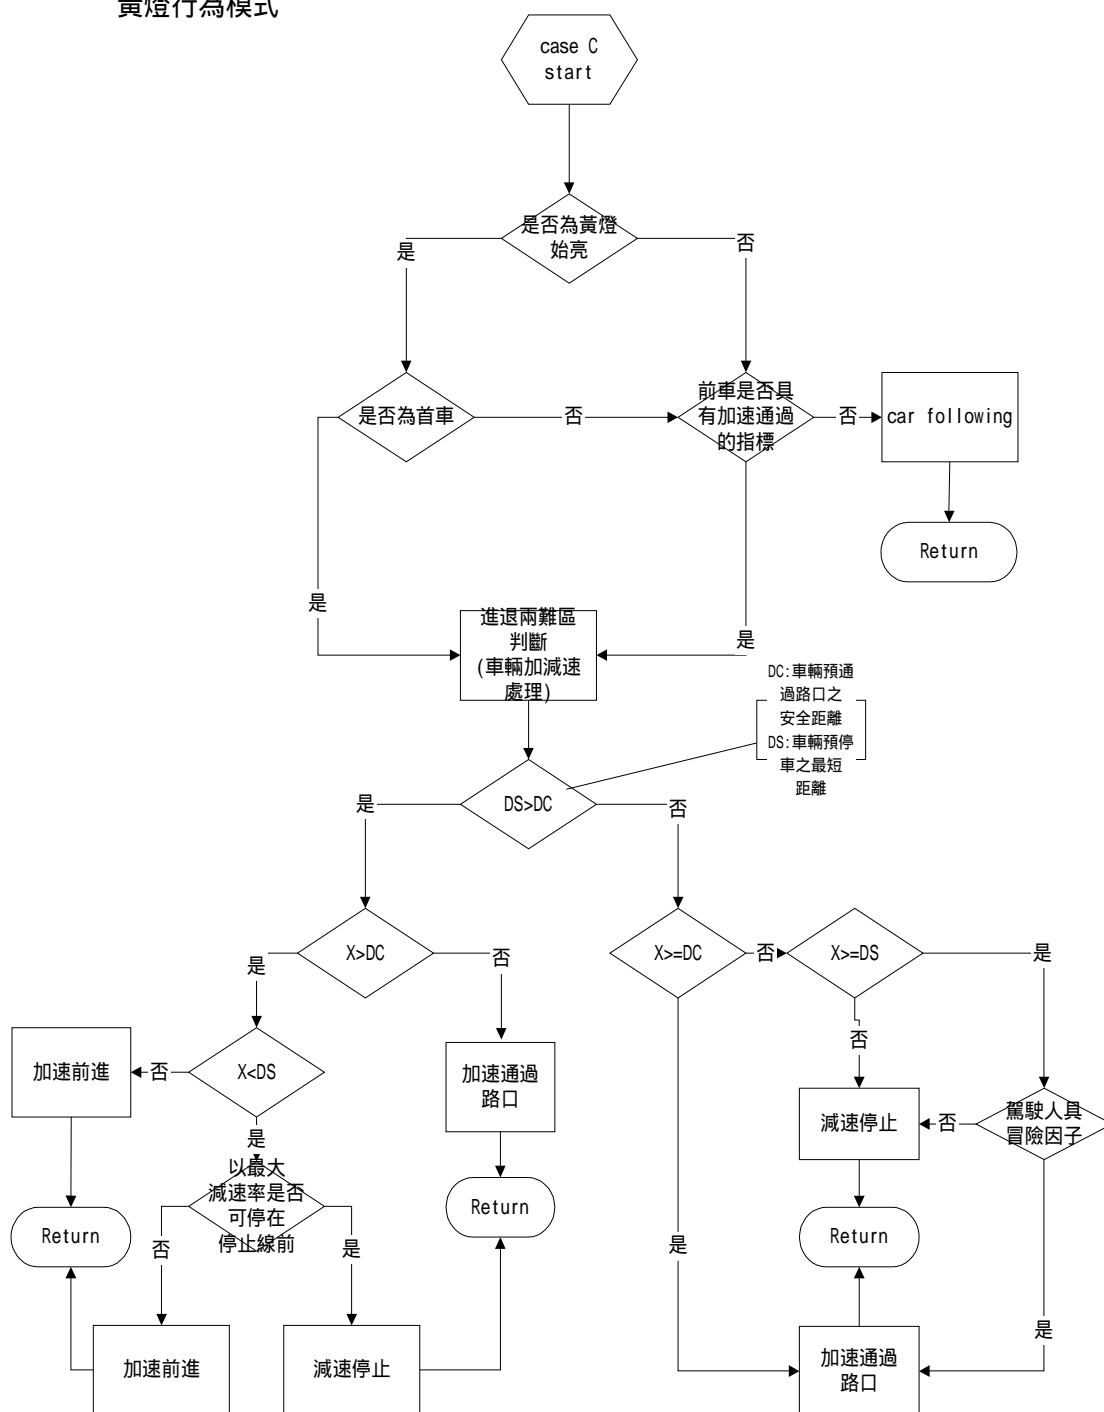 黃燈行為模式
case C
start
是否為黃燈
始亮
是
否
是否為首車
否
前車是否具
有加速通過
的指標
否
car following
Return
是
是
進退兩難區
判斷
(車輛加減速
處理)
DC:車輛預通
過路口之
安全距離
DS:車輛預停
車之最短
距離
DS>DC
是
否
X>DC
是
否
X>=DC
否
X>=DS
是
加速前進
否
X<DS
加速通過
路口
否
減速停止
否
駕駛人具
冒險因子
是
以最大
減速率是否
可停在
停止線前
Return
否
是
Return
是
Return
是
加速前進
減速停止
加速通過
路口